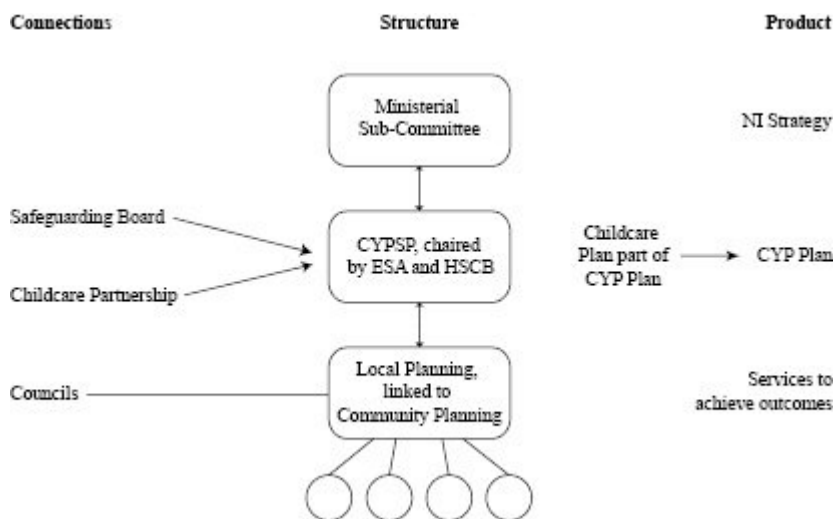 Connections
Structure
Product
Ministerial
Sub-Committee
NI Strategy
Safeguarding Board
Childcare Partnership
CYPSP, chaired
by ESA and HSCB
Childcare
Plan part of
CYP Plan
CYP Plan
Councils
Local Planning,
linked to
Community Planning
Services to
achieve outcomes